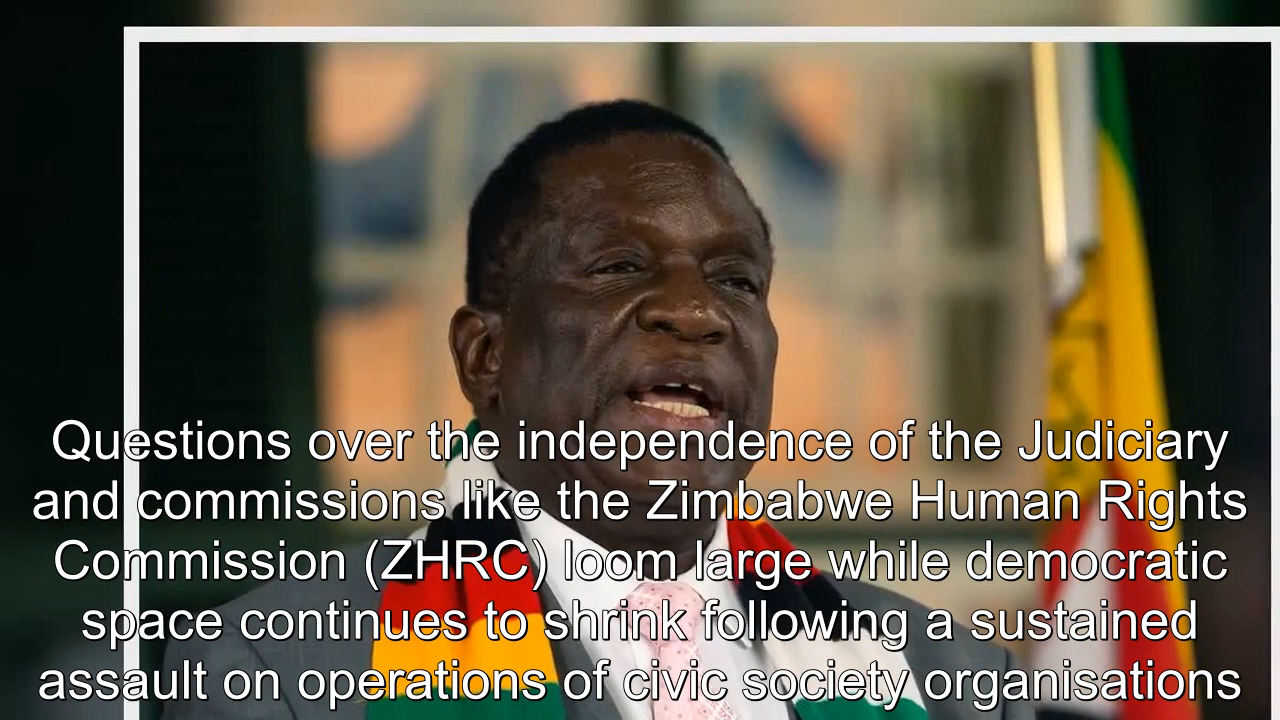 Questions over the independence of the Judiciary
and commissions like the Zimbabwe Human Rights
Commission (ZHRC) loom large while democratic
space continues to shrink following a sustained
assault on operations of civic society organisations